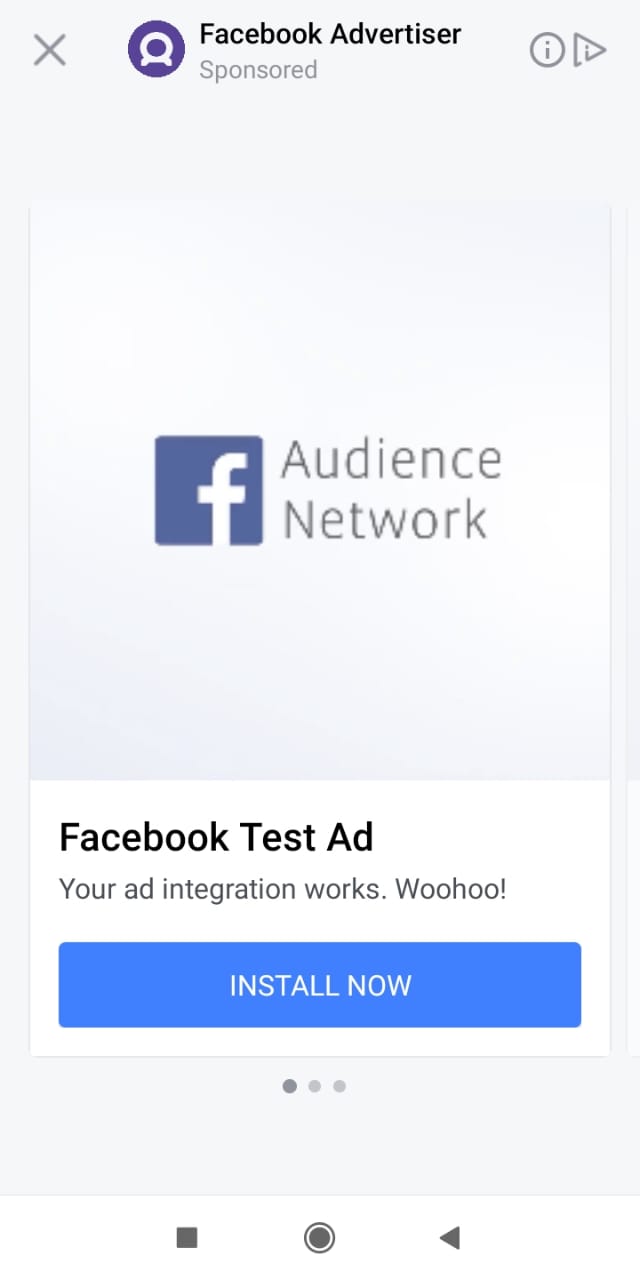 Facebook Advertiser
Sponsored
Audience
Network
Facebook Test Ad
Your ad integration works. Woohoo!
INSTALL NOW